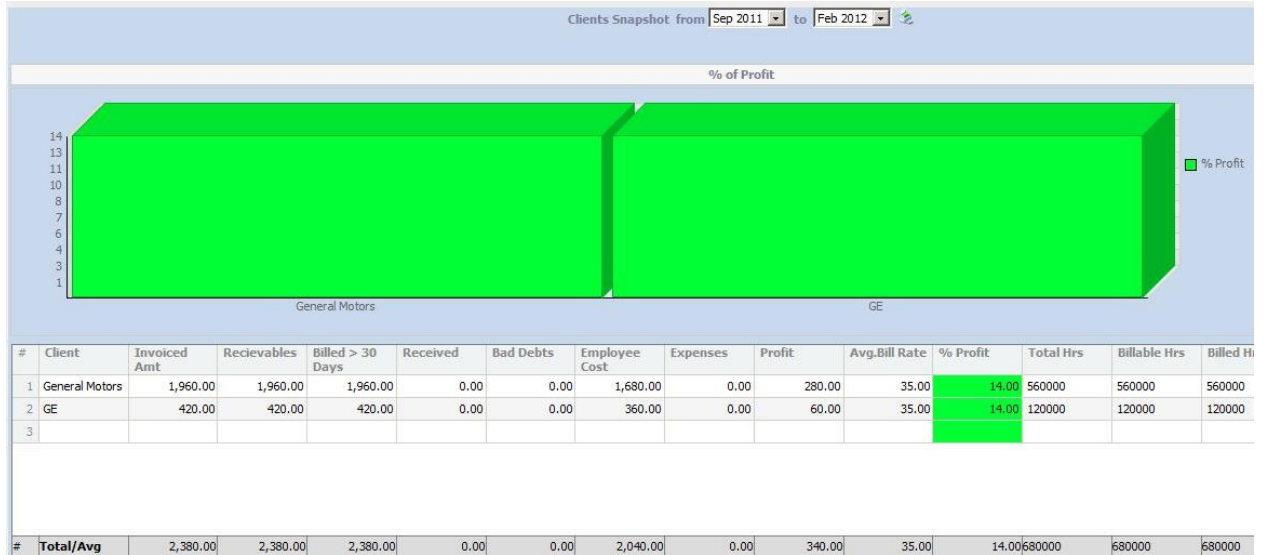 Clients Snapshot from Sep 2011 to Feb 2012
% of Profit
14
13
11
10
8
7
6
4
3
1
% Profit
General Motors GE
# Client Invoiced Amt Recievables Billed > 30 Days Received Bad Debts Employee Cost Expenses Profit Avg.Bill Rate % Profit Total Hrs Billable Hrs Billed
1 General Motors 1,960.00 1,960.00 1,960.00 0.00 0.00 1,680.00 0.00 280.00 35.00 14.00 560000 560000 560000
2 GE 420.00 420.00 420.00 0.00 0.00 360.00 0.00 60.00 35.00 14.00 120000 120000 120000
3
# Total/Avg 2,380.00 2,380.00 2,380.00 0.00 0.00 2,040.00 0.00 340.00 35.00 14.00 680000 680000 680000